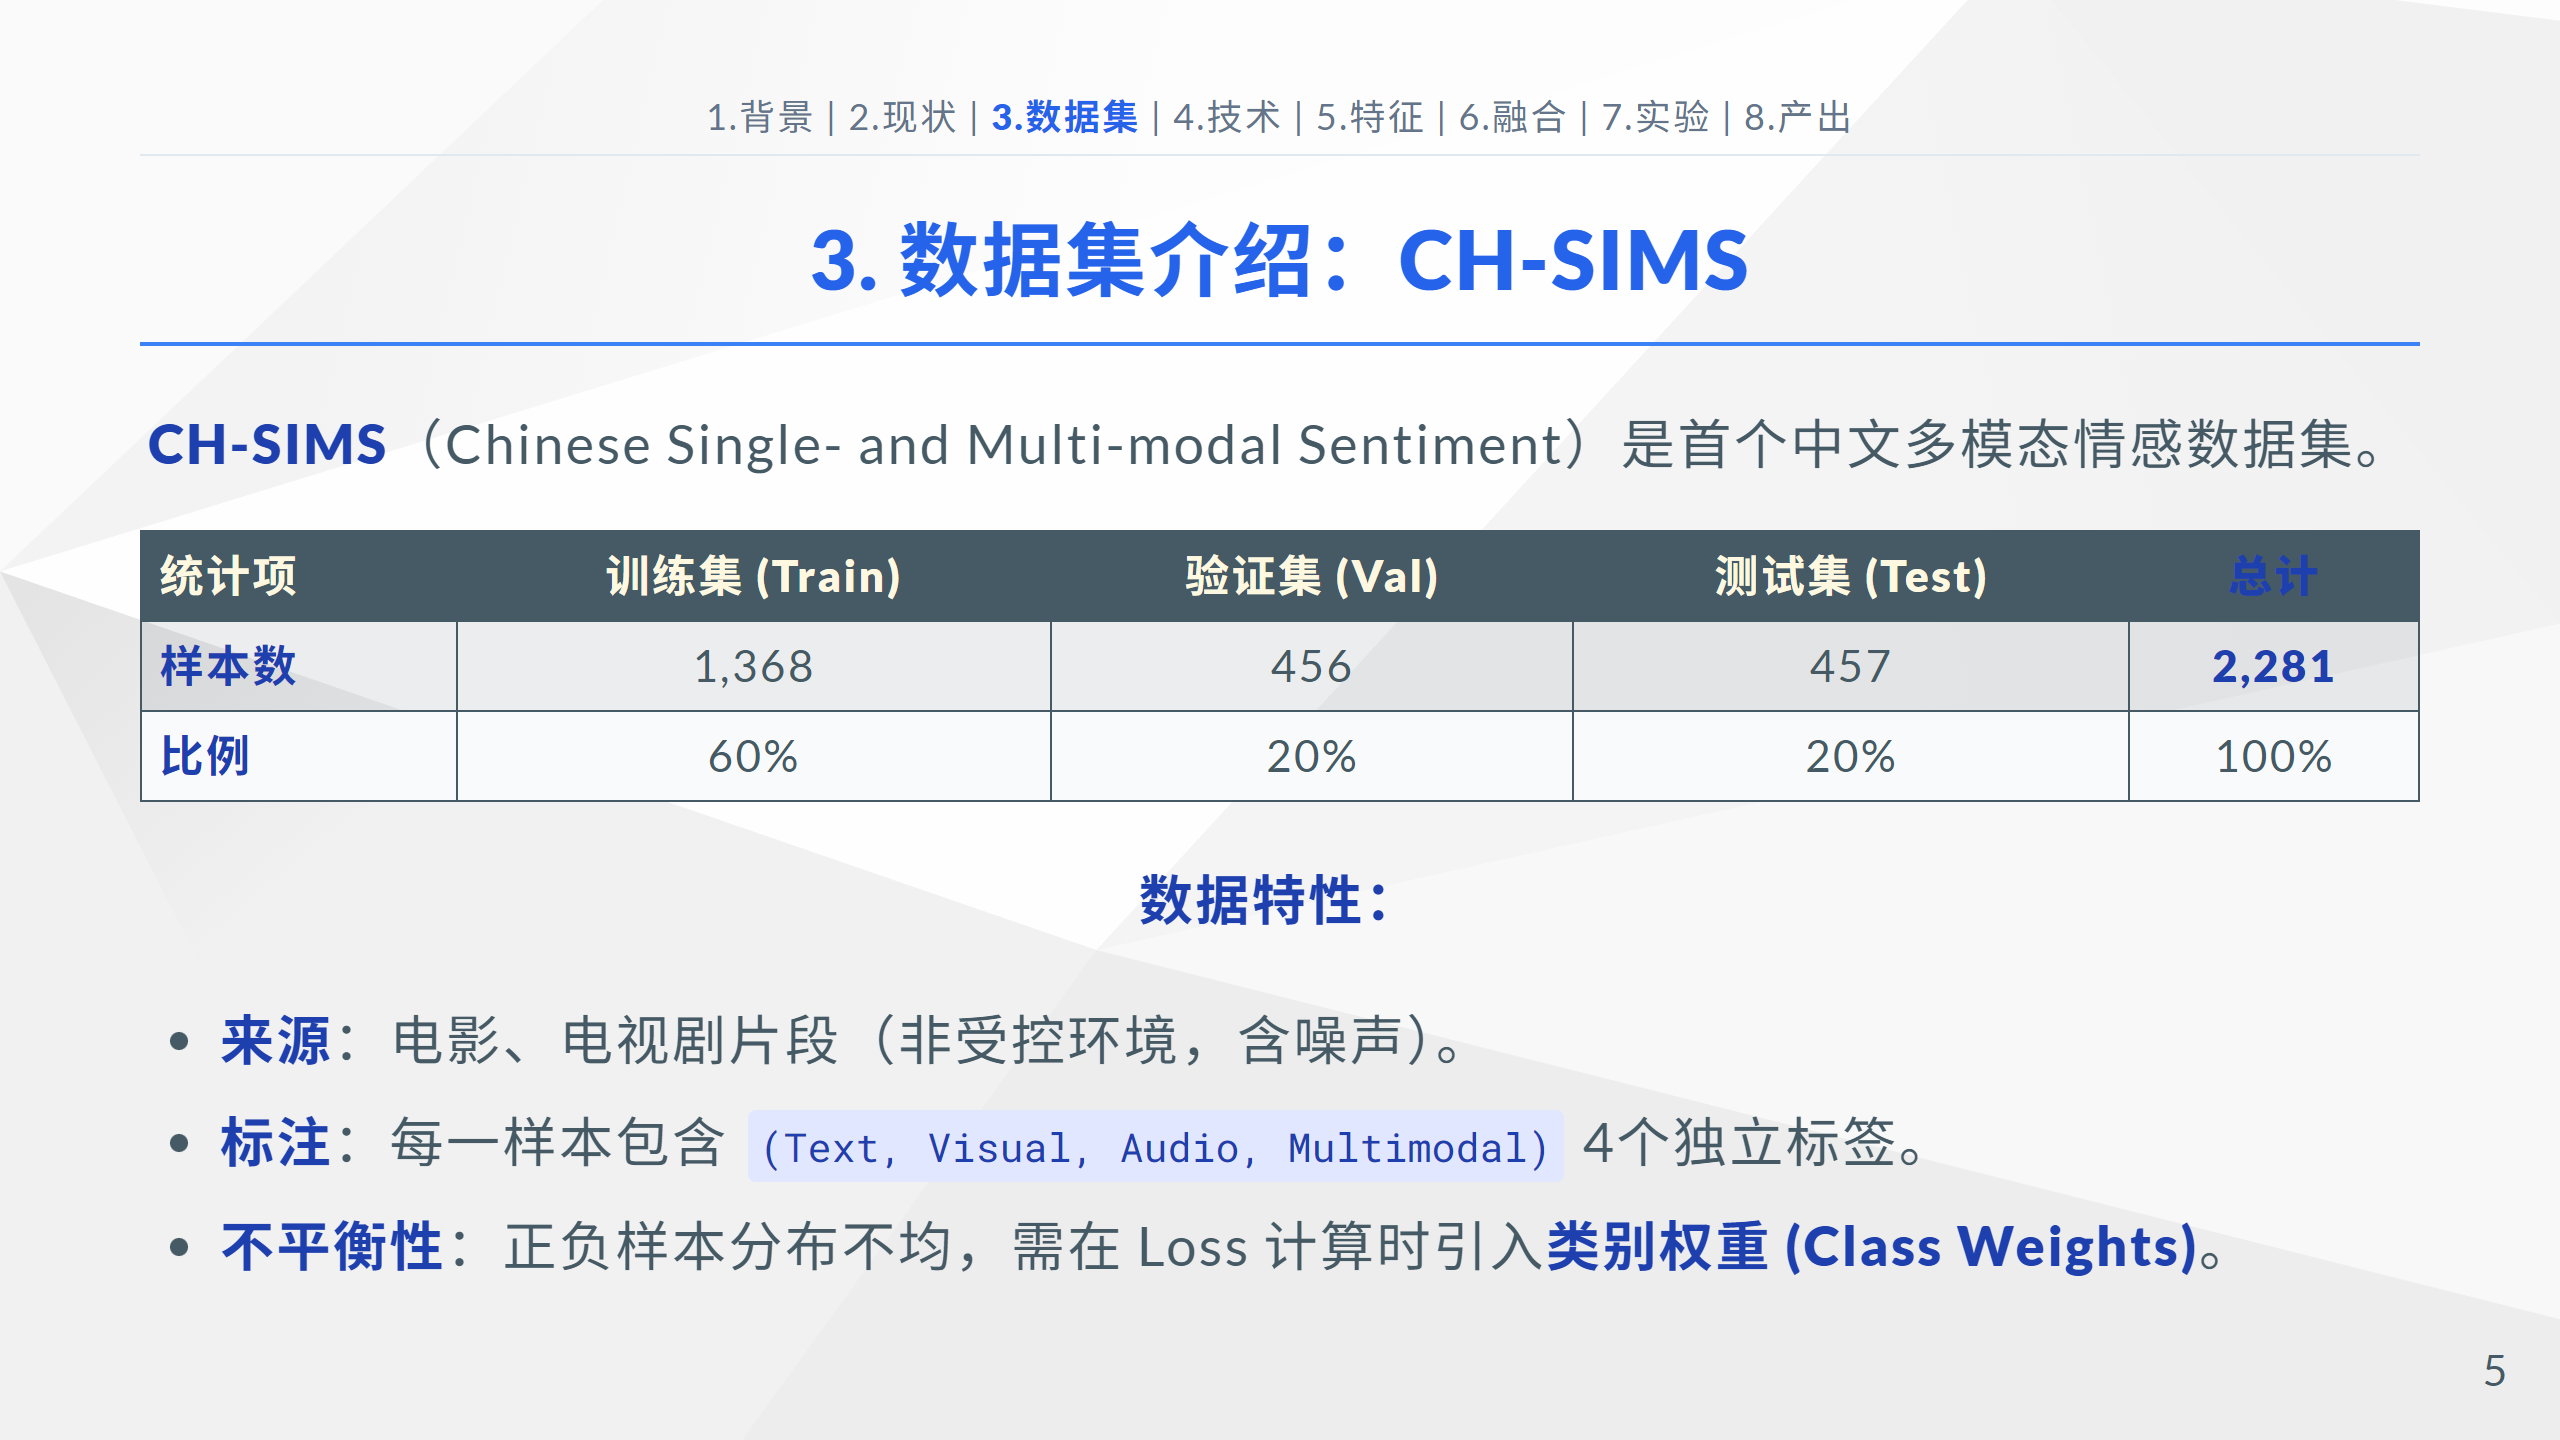 1.背景 | 2.现状 | 3.数据集 | 4.技术 | 5.特征 | 6.融合 | 7.实验 | 8.产出
3. 数据集介绍：CH-SIMS
CH-SIMS（Chinese Single- and Multi-modal Sentiment）是首个中文多模态情感数据集。
统计项 训练集 (Train) 验证集 (Val) 测试集 (Test) 总计
样本数 1,368 456 457 2,281
比例 60% 20% 20% 100%
数据特性：
• 来源：电影、电视剧片段（非受控环境，含噪声）。
• 标注：每一样本包含 (Text, Visual, Audio, Multimodal) 4个独立标签。
• 不平衡性：正负样本分布不均，需在 Loss 计算时引入类别权重 (Class Weights)。
5